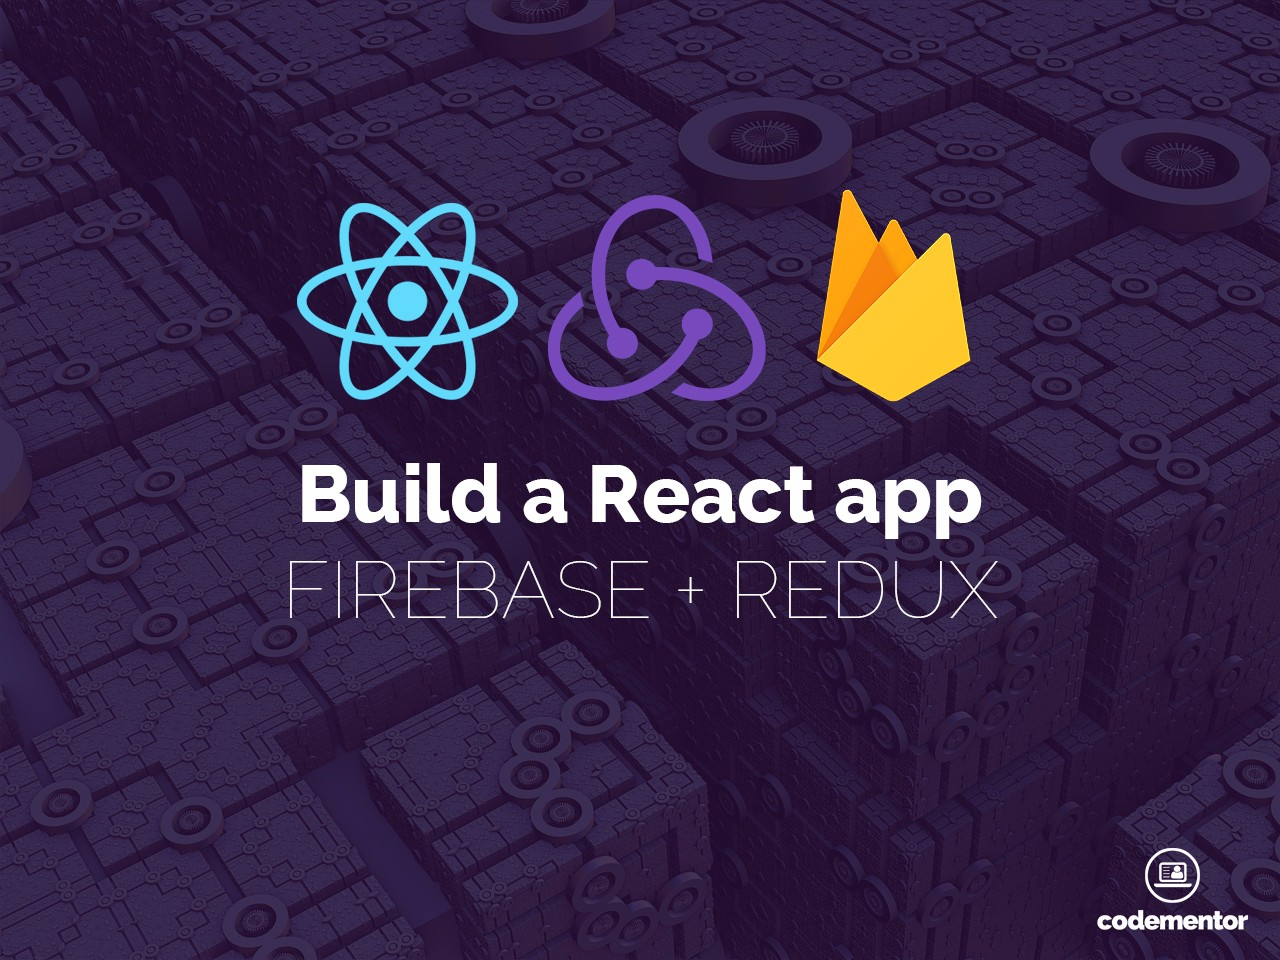 Build a React app
FIREBASE + REDUX
codementor